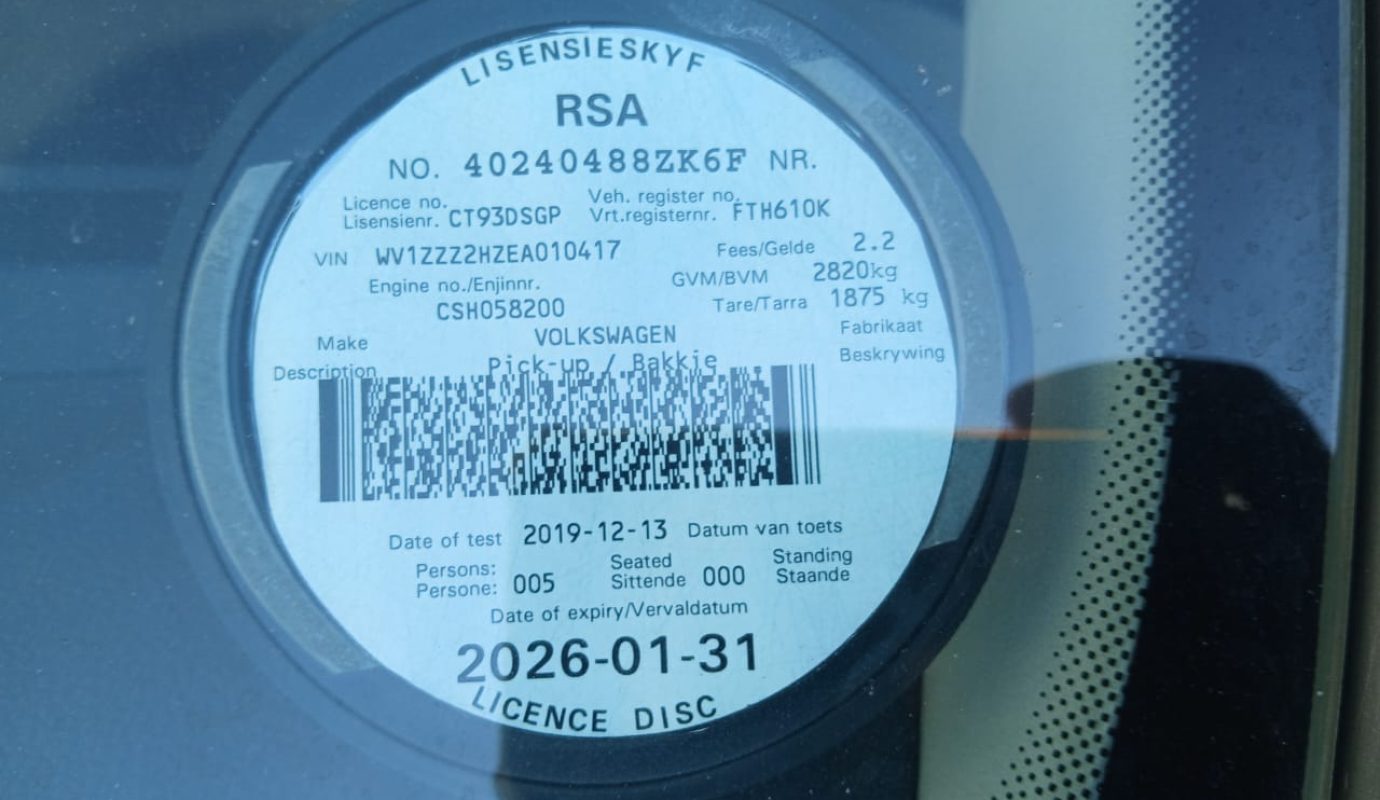 LISENSIESKYF
RSA
NO. 40240488ZK6F NR.
Licence no. Veh. register no.
Lisensienr. CT93DSGP Vrt.registernr. FTH610K
VIN WV1ZZZ2HZEA010417 Fees/Gelde 2.2
Engine no./Enjinnr. GVM/BVM 2820kg
CSH058200 Tare/Tarra 1875 kg
Make VOLKSWAGEN Fabrikaat
Description Pick-up / Bakkie Beskrywing
Date of test 2019-12-13 Datum van toets
Persons: Seated Standing
Persone: 005 Sittende 000 Staande
Date of expiry/Vervaldatum
2026-01-31
LICENCE DISC